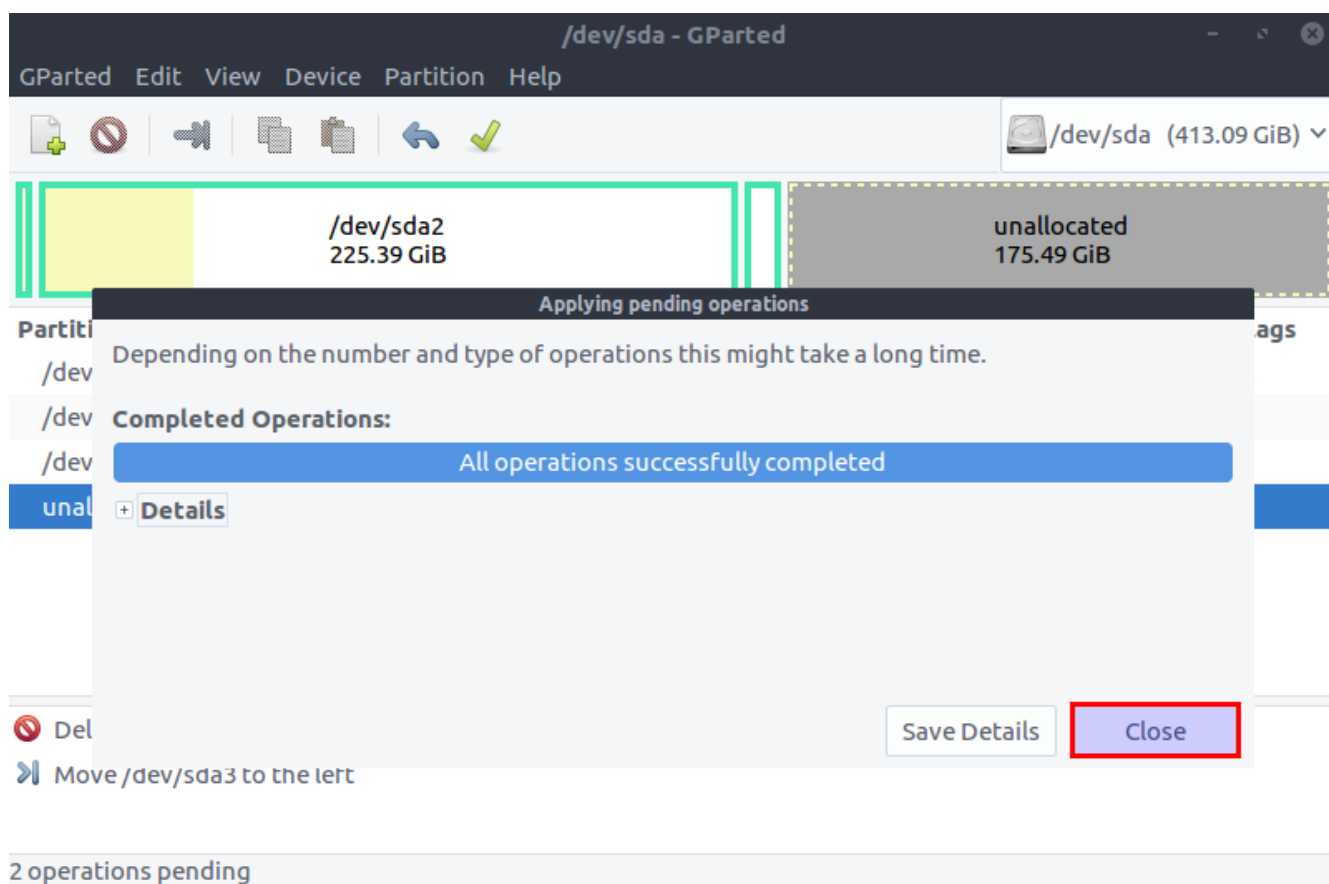 /dev/sda - GParted
GParted Edit View Device Partition Help
/dev/sda (413.09 GiB)
/dev/sda2
225.39 GiB
unallocated
175.49 GiB
Applying pending operations
Partiti
ags
Depending on the number and type of operations this might take a long time.
/dev
/dev
Completed Operations:
/dev
All operations successfully completed
unal
Details
Del
Save Details
Close
Move /dev/sda3 to the left
2 operations pending